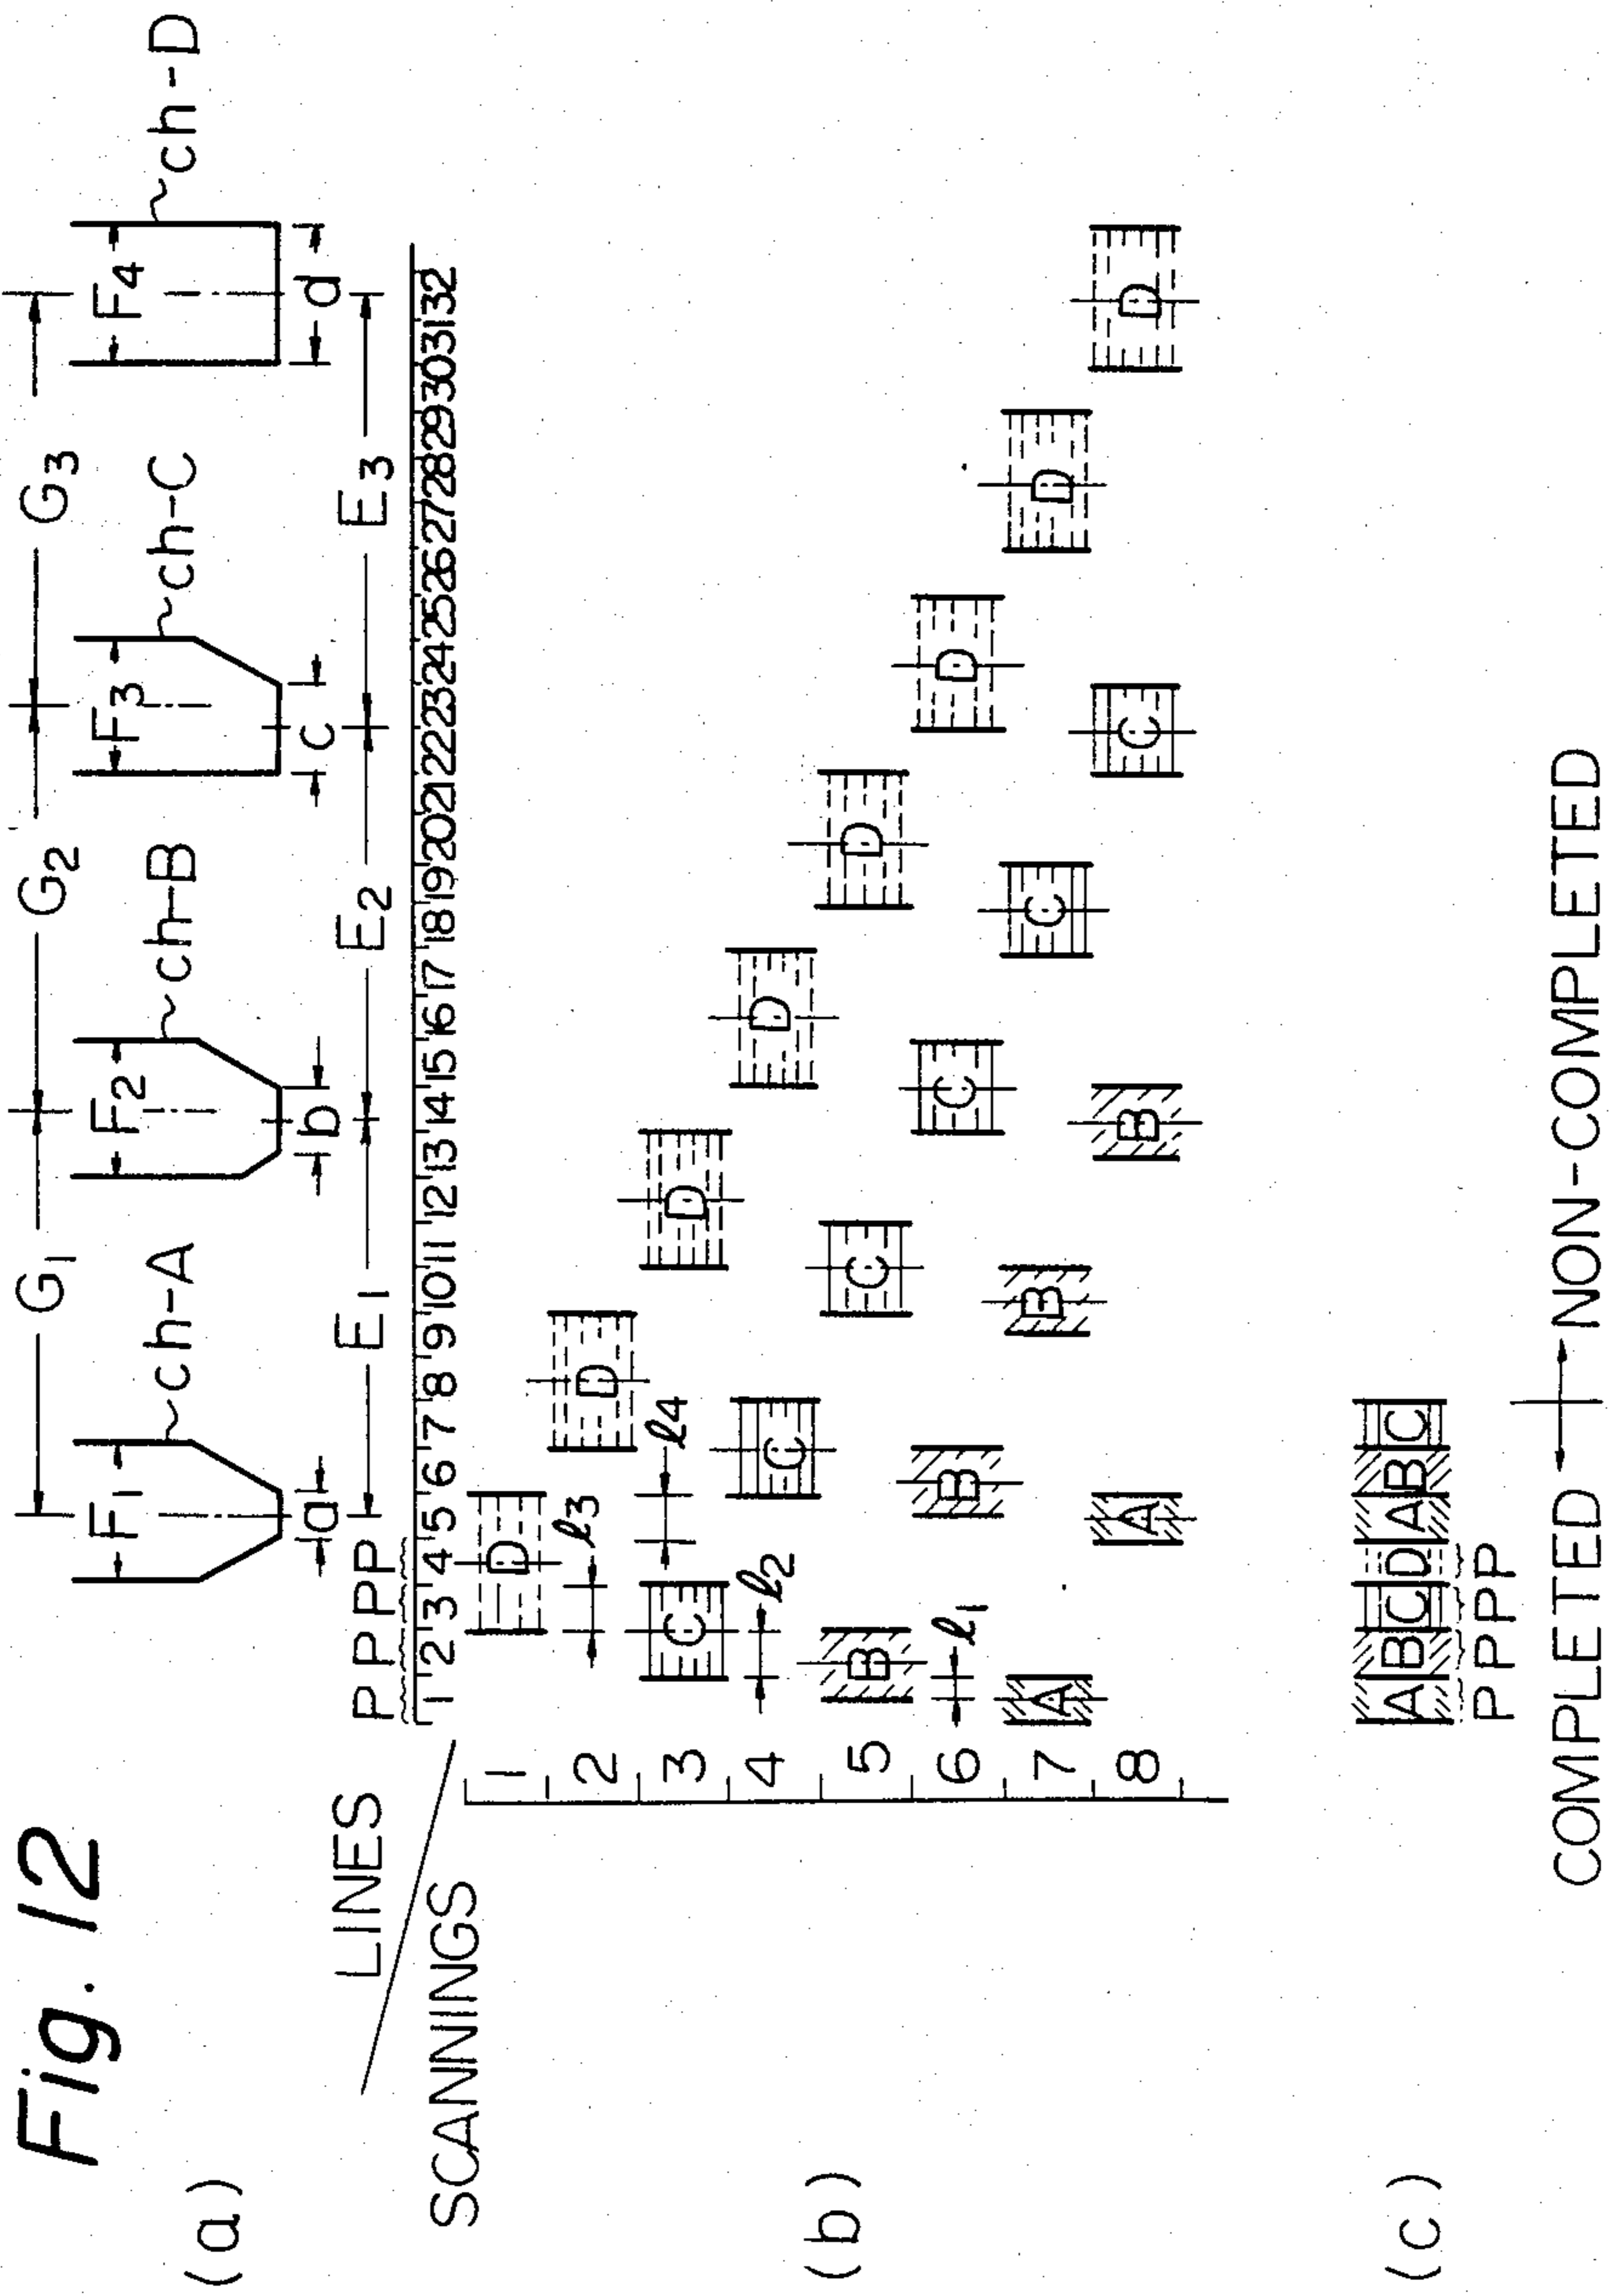 Fig. 12
(a)
G1 G2 G3
F1 ch-A F2 ch-B F3 ch-C F4 ch-D
a b c d
E1 E2 E3
LINES
P P P P
SCANNINGS
1 2 3 4 5 6 7 8 9 10 11 12 13 14 15 16 17 18 19 20 21 22 23 24 25 26 27 28 29 30 31 32
(b)
1 D
2 ℓ3 D
3 C ℓ4 D
4 ℓ2 C D
5 B C D
6 ℓ1 B C D
7 A B C D
8 A B C D
(c)
A B C D A B C
P P P P
COMPLETED NON-COMPLETED